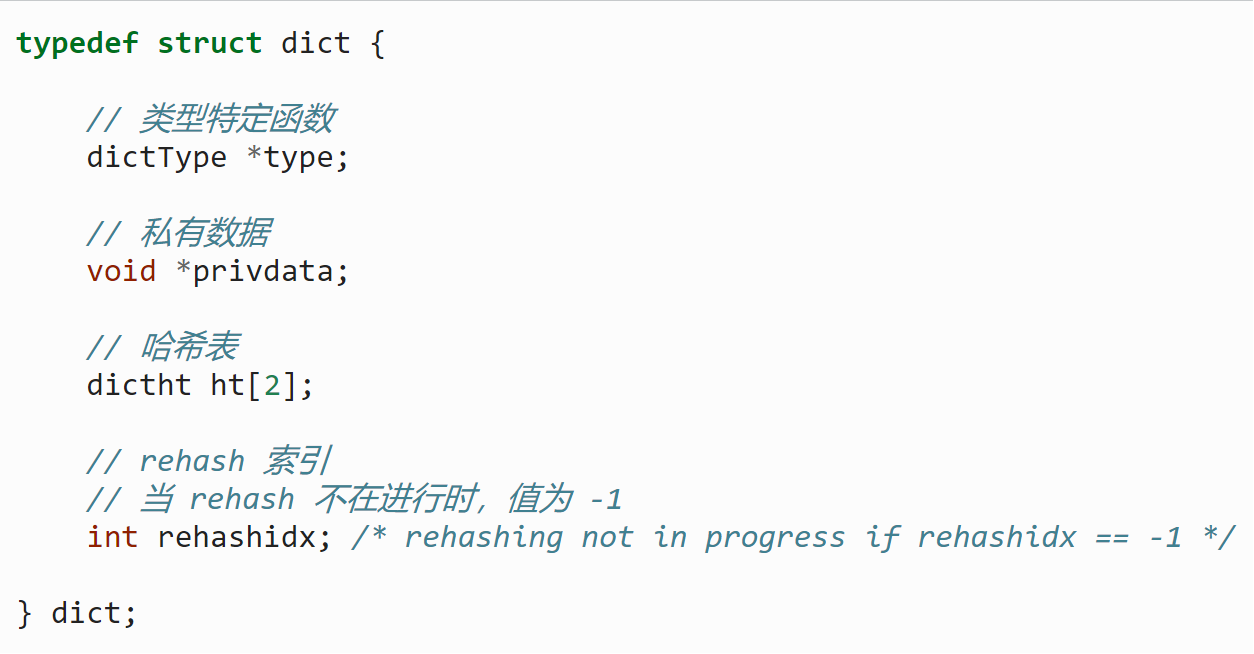 typedef struct dict {
// 类型特定函数
dictType *type;
// 私有数据
void *privdata;
// 哈希表
dictht ht[2];
// rehash 索引
// 当 rehash 不在进行时，值为 -1
int rehashidx; /* rehashing not in progress if rehashidx == -1 */
} dict;